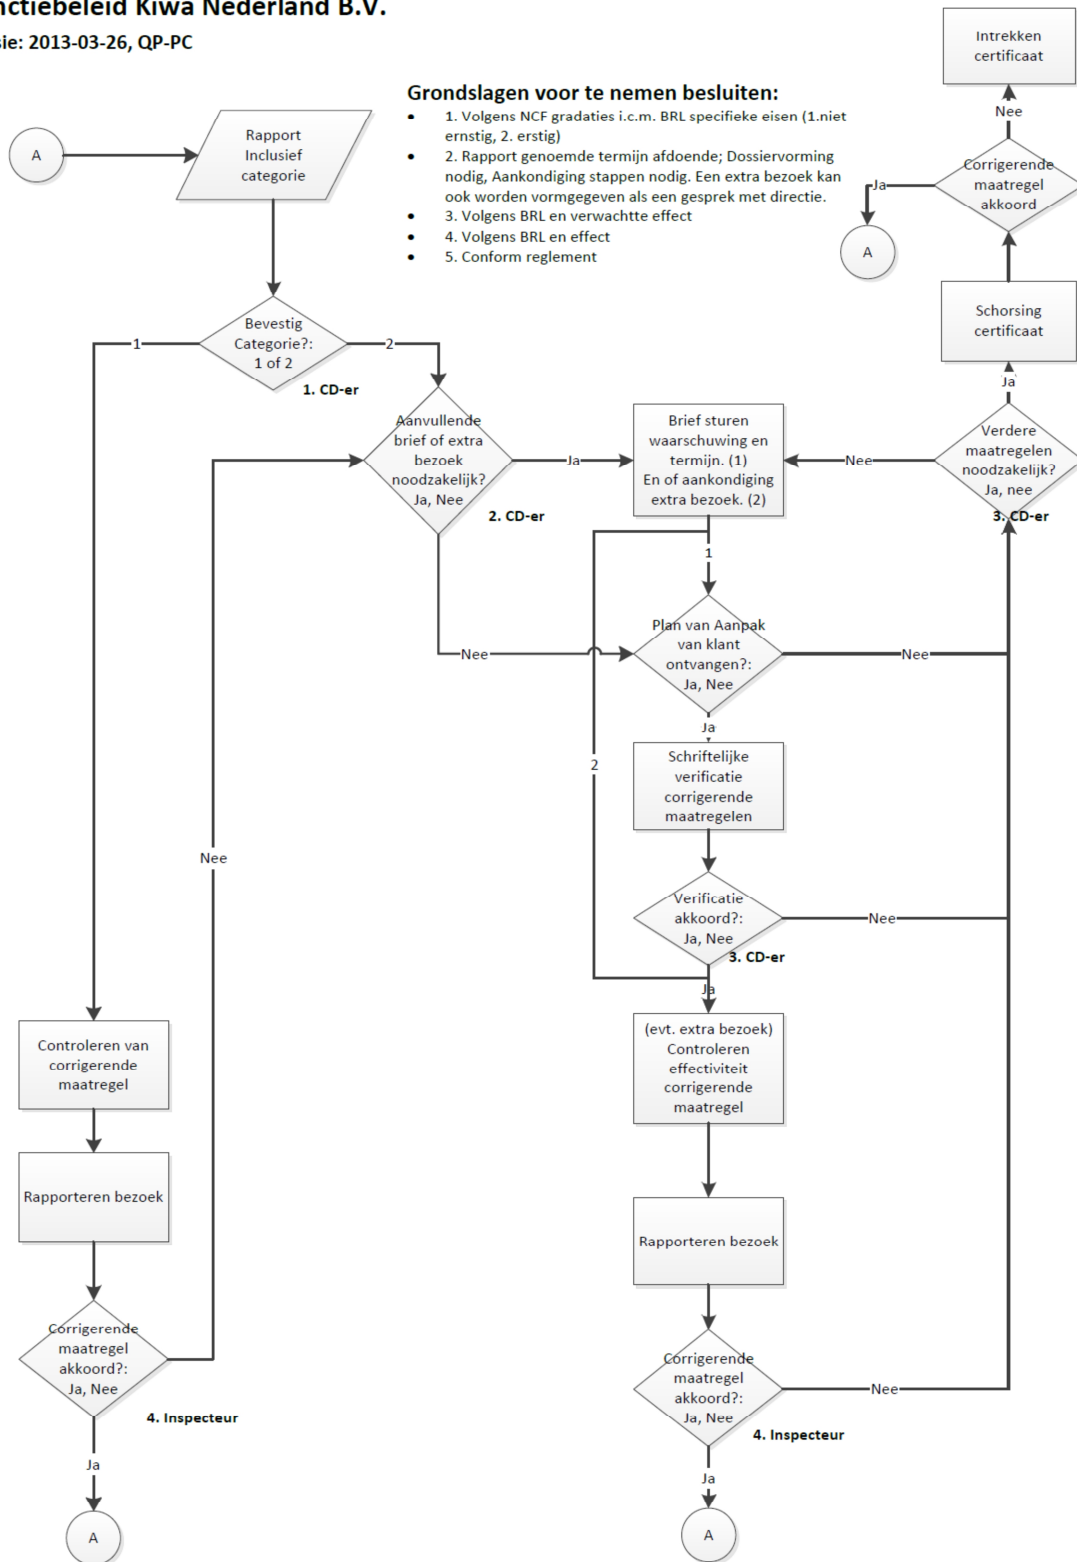 nctiebeleid Kiwa Nederland B.V.
sie: 2013-03-26, QP-PC
Intrekken
certificaat
Grondslagen voor te nemen besluiten:
• 1. Volgens NCF gradaties i.c.m. BRL specifieke eisen (1.niet
ernstig, 2. erstig)
• 2. Rapport genoemde termijn afdoende; Dossiervorming
nodig, Aankondiging stappen nodig. Een extra bezoek kan
ook worden vormgegeven als een gesprek met directie.
• 3. Volgens BRL en verwachtte effect
• 4. Volgens BRL en effect
• 5. Conform reglement
Nee
A
Rapport
Inclusief
categorie
Corrigerende
maatregel
akkoord
Ja
A
Schorsing
certificaat
Bevestig
Categorie?:
1 of 2
1
2
1. CD-er
Ja
Aanvullende
brief of extra
bezoek
noodzakelijk?
Ja, Nee
2. CD-er
Ja
Brief sturen
waarschuwing en
termijn. (1)
En of aankondiging
extra bezoek. (2)
Nee
Verdere
maatregelen
noodzakelijk?
Ja, nee
3. CD-er
1
Nee
Plan van Aanpak
van klant
ontvangen?:
Ja, Nee
Nee
Ja
2
Schriftelijke
verificatie
corrigerende
maatregelen
Nee
Verificatie
akkoord?:
Ja, Nee
Nee
3. CD-er
Ja
(evt. extra bezoek)
Controleren
effectiviteit
corrigerende
maatregel
Controleren van
corrigerende
maatregel
Rapporteren bezoek
Rapporteren bezoek
Corrigerende
maatregel
akkoord?:
Ja, Nee
4. Inspecteur
Ja
A
Corrigerende
maatregel
akkoord?:
Ja, Nee
Nee
4. Inspecteur
Ja
A